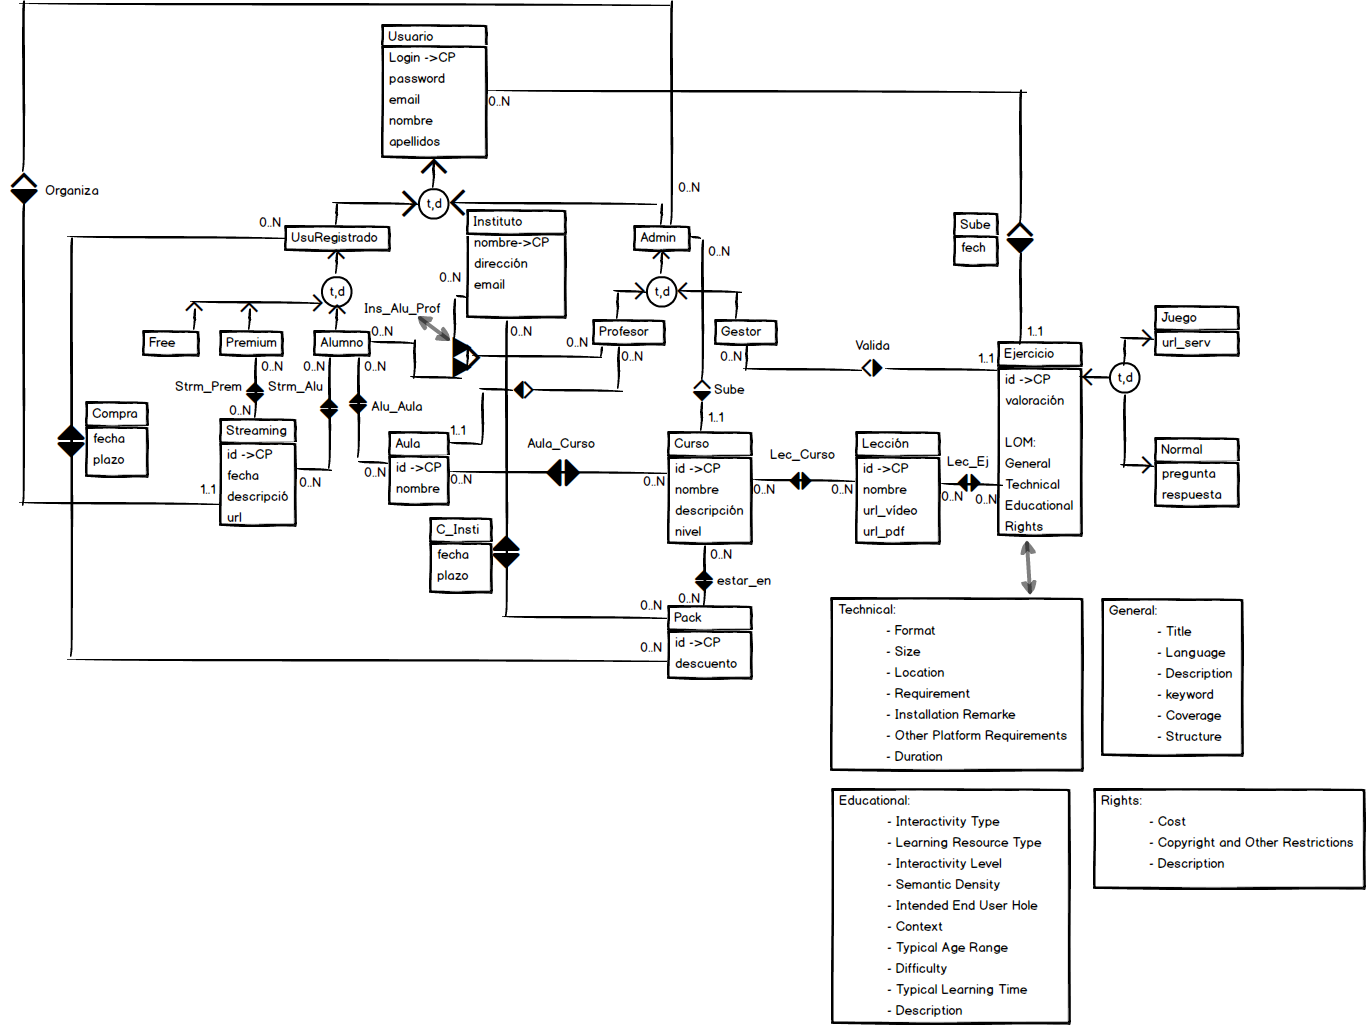 Usuario
Login ->CP
password
email
nombre
apellidos
0..N
Organiza
0..N
0..N
t,d
UsuRegistrado
Instituto
nombre->CP
dirección
email
0..N
Admin
0..N
Sube
fech
t,d
Ins_Alu_Prof
t,d
Free
Premium
Alumno
0..N
0..N
0..N
Profesor
Gestor
0..N
0..N
Valida
1..1
1..1
Ejercicio
id ->CP
valoración
LOM:
General
Technical
Educational
Rights
Juego
url_serv
t,d
Normal
pregunta
respuesta
0..N
0..N
0..N
Strm_Prem
Strm_Alu
0..N
Alu_Aula
Sube
1..1
Compra
fecha
plazo
Streaming
id ->CP
fecha
descripció
url
1..1
0..N
1..1
Aula
id ->CP
nombre
0..N
0..N
Aula_Curso
0..N
Curso
id ->CP
nombre
descripción
nivel
Lec_Curso
0..N
0..N
Lección
id ->CP
nombre
url_vídeo
url_pdf
Lec_Ej
0..N
0..N
C_Insti
fecha
plazo
0..N
estar_en
0..N
0..N
Pack
id ->CP
descuento
0..N
Technical:
- Format
- Size
- Location
- Requirement
- Installation Remarke
- Other Platform Requirements
- Duration
General:
- Title
- Language
- Description
- keyword
- Coverage
- Structure
Educational:
- Interactivity Type
- Learning Resource Type
- Interactivity Level
- Semantic Density
- Intended End User Hole
- Context
- Typical Age Range
- Difficulty
- Typical Learning Time
- Description
Rights:
- Cost
- Copyright and Other Restrictions
- Description